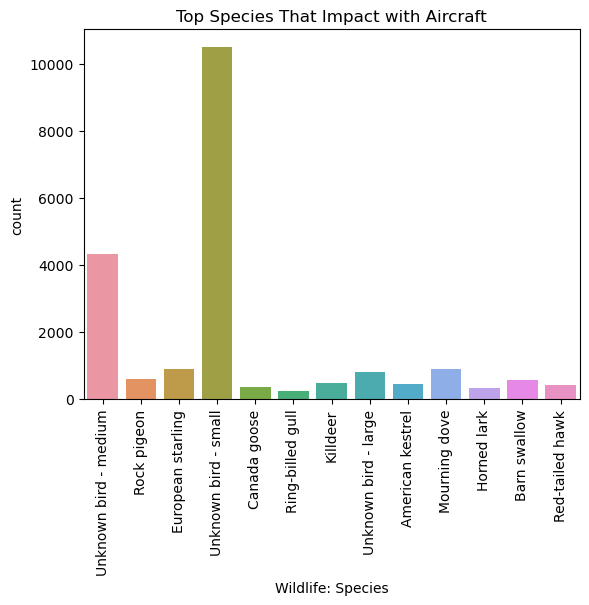 Top Species That Impact with Aircraft
count
10000
8000
6000
4000
2000
0
Unknown bird - medium
Rock pigeon
European starling
Unknown bird - small
Canada goose
Ring-billed gull
Killdeer
Unknown bird - large
American kestrel
Mourning dove
Horned lark
Barn swallow
Red-tailed hawk
Wildlife: Species